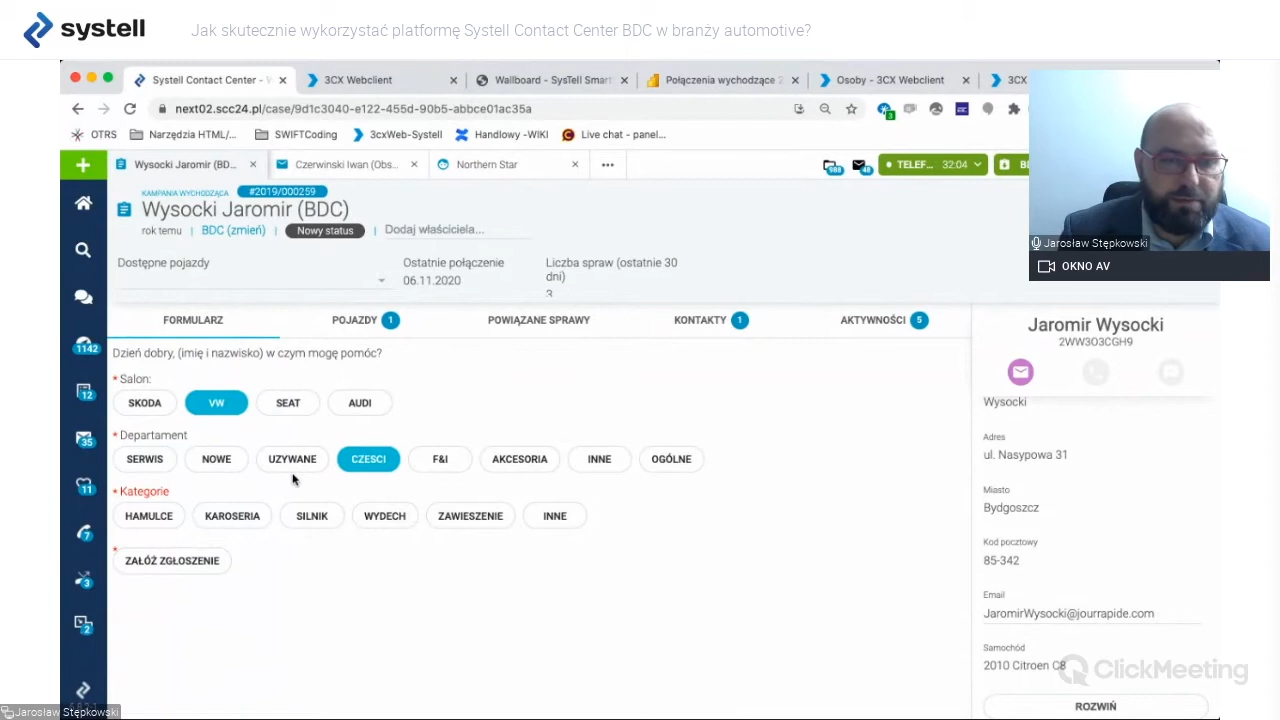 systell
Jak skutecznie wykorzystać platformę Systell Contact Center BDC w branży automotive?
Systell Contact Center - W
3CX Webclient
Wallboard - SysTell Smart
Połączenia wychodzące 2
Osoby - 3CX Webclient
3CX
next02.scc24.pl/case/9d1c3040-e122-455d-90b5-abbce01ac35a
3
OTRS
Narzędzia HTML/...
SWIFTCoding
3cxWeb-Systell
Handlowy -WIKI
Live chat - panel...
Wysocki Jaromir (BD...
Czerwinski Iwan (Obs...
Northern Star
988
48
TELEF... 32:04
KAMPANIA WYCHODZĄCA
#2019/000259
Wysocki Jaromir (BDC)
rok temu
BDC (zmień)
Nowy status
Dodaj właściciela...
Dostępne pojazdy
Ostatnie połączenie
06.11.2020
Liczba spraw (ostatnie 30
dni)
3
Jarosław Stępkowski
OKNO AV
1142
12
35
11
7
3
2
FORMULARZ
POJAZDY 1
POWIĄZANE SPRAWY
KONTAKTY 1
AKTYWNOŚCI 5
Dzień dobry, (imię i nazwisko) w czym mogę pomóc?
* Salon:
SKODA
VW
SEAT
AUDI
* Departament
SERWIS
NOWE
UZYWANE
CZESCI
F&I
AKCESORIA
INNE
OGÓLNE
* Kategorie
HAMULCE
KAROSERIA
SILNIK
WYDECH
ZAWIESZENIE
INNE
*
ZAŁÓŻ ZGŁOSZENIE
Jaromir Wysocki
2WW3O3CGH9
Wysocki
Adres
ul. Nasypowa 31
Miasto
Bydgoszcz
Kod pocztowy
85-342
Email
JaromirWysocki@jourrapide.com
Samochód
2010 Citroen C8
ROZWIŃ
ClickMeeting
Jarosław Stępkowski